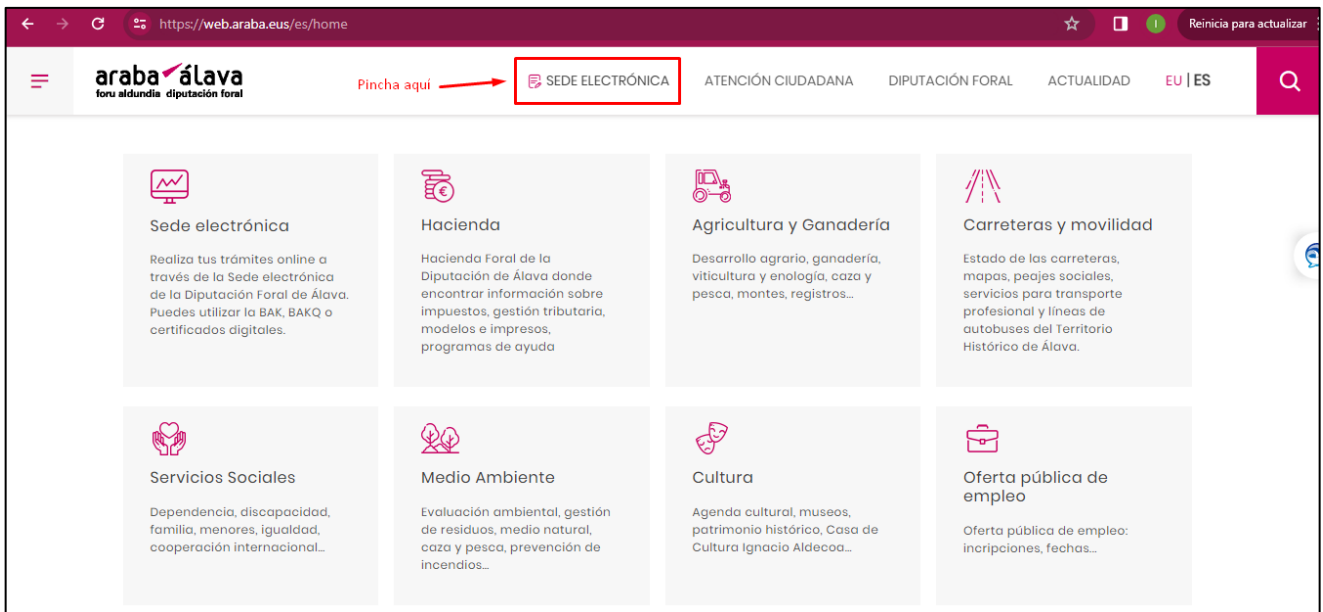 https://web.araba.eus/es/home
I
Reinicia para actualizar
araba álava
foru aldundia diputación foral
Pincha aquí
SEDE ELECTRÓNICA
ATENCIÓN CIUDADANA
DIPUTACIÓN FORAL
ACTUALIDAD
EU | ES
Sede electrónica
Realiza tus trámites online a
través de la Sede electrónica
de la Diputación Foral de Álava.
Puedes utilizar la BAK, BAKQ o
certificados digitales.
Hacienda
Hacienda Foral de la
Diputación de Álava donde
encontrar información sobre
impuestos, gestión tributaria,
modelos e impresos,
programas de ayuda
Agricultura y Ganadería
Desarrollo agrario, ganadería,
viticultura y enología, caza y
pesca, montes, registros...
Carreteras y movilidad
Estado de las carreteras,
mapas, peajes sociales,
servicios para transporte
profesional y líneas de
autobuses del Territorio
Histórico de Álava.
Servicios Sociales
Dependencia, discapacidad,
familia, menores, igualdad,
cooperación internacional...
Medio Ambiente
Evaluación ambiental, gestión
de residuos, medio natural,
caza y pesca, prevención de
incendios...
Cultura
Agenda cultural, museos,
patrimonio histórico, Casa de
Cultura Ignacio Aldecoa...
Oferta pública de
empleo
Oferta pública de empleo:
incripciones, fechas...